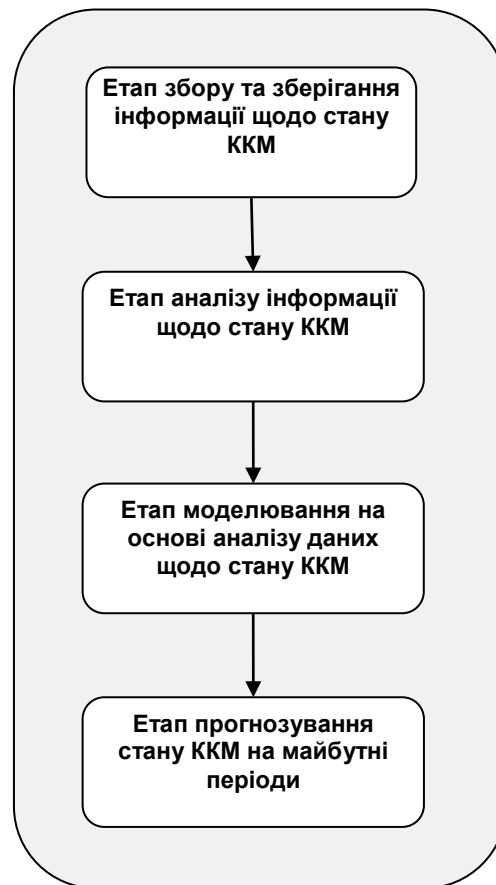 Етап збору та зберігання
інформації щодо стану
ККМ
Етап аналізу інформації
щодо стану ККМ
Етап моделювання на
основі аналізу даних
щодо стану ККМ
Етап прогнозування
стану ККМ на майбутні
періоди